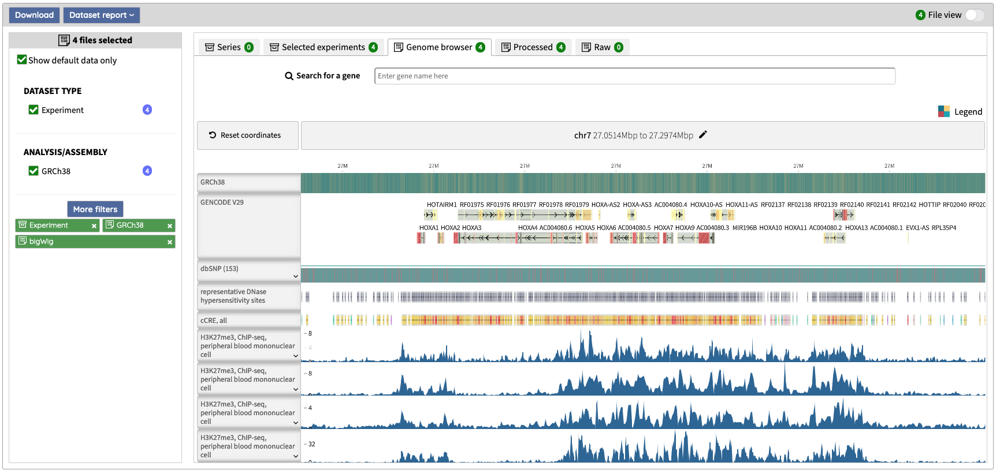 Download
Dataset report
4 File view
4 files selected
Show default data only
DATASET TYPE
Experiment 4
ANALYSIS/ASSEMBLY
GRCh38 4
More filters
Experiment × GRCh38 ×
bigWig ×
Series 0
Selected experiments 4
Genome browser 4
Processed 4
Raw 0
Search for a gene
Enter gene name here
Legend
Reset coordinates
chr7 27.0514Mbp to 27.2974Mbp
27M 27M 27M 27M 27M 27M 27M
GRCh38
GENCODE V29
HOTAIRM1 RF01975 RF01976 RF01977 RF01978 RF01979 HOXA-AS2 HOXA-AS3 AC004080.4 HOXA10-AS HOXA11-AS RF02137 RF02138 RF02139 RF02140 RF02141 RF02142 HOTTIP RF02040
HOXA1 HOXA2 HOXA3 HOXA4 AC004080.6 HOXA5 HOXA6 AC004080.5 HOXA7 HOXA9 AC004080.3 MIR196B HOXA10 HOXA11 AC004080.2 HOXA13 AC004080.1 EVX1-AS RPL35P4
dbSNP (153)
representative DNase
hypersensitivity sites
cCRE, all
H3K27me3, ChIP-seq,
peripheral blood mononuclear
cell
8
4
H3K27me3, ChIP-seq,
peripheral blood mononuclear
cell
8
H3K27me3, ChIP-seq,
peripheral blood mononuclear
cell
4
H3K27me3, ChIP-seq,
peripheral blood mononuclear
cell
32